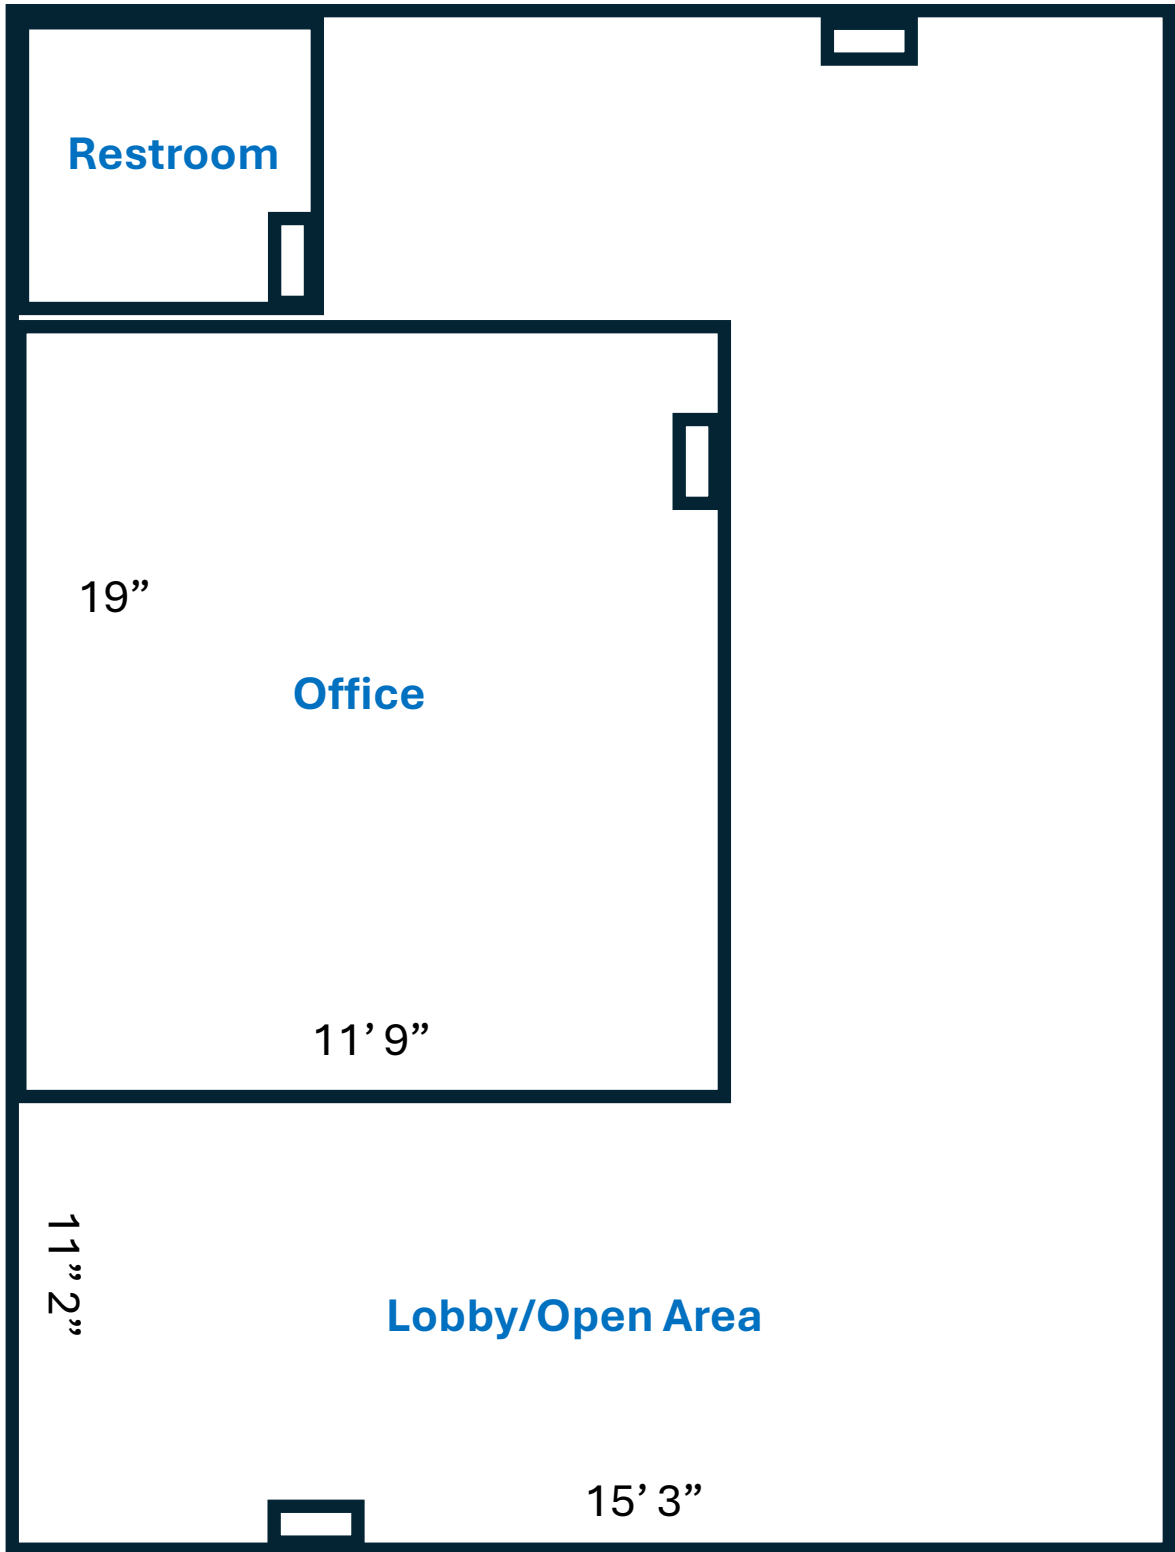 Restroom
19”
Office
11’ 9”
11” 2”
Lobby/Open Area
15’ 3”